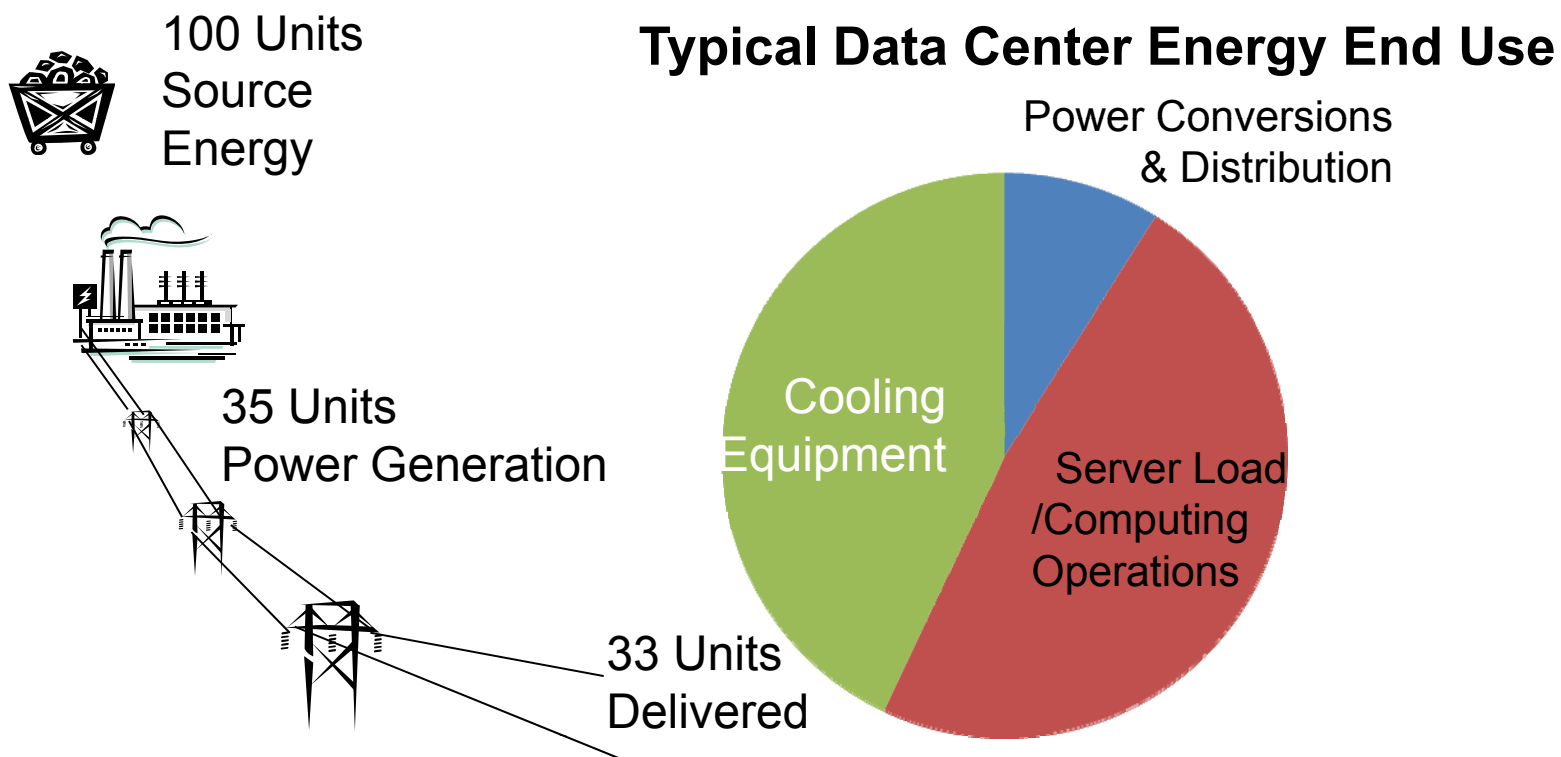 100 Units
Source
Energy
Typical Data Center Energy End Use
Power Conversions
& Distribution
35 Units
Power Generation
Cooling
Equipment
Server Load
/Computing
Operations
33 Units
Delivered